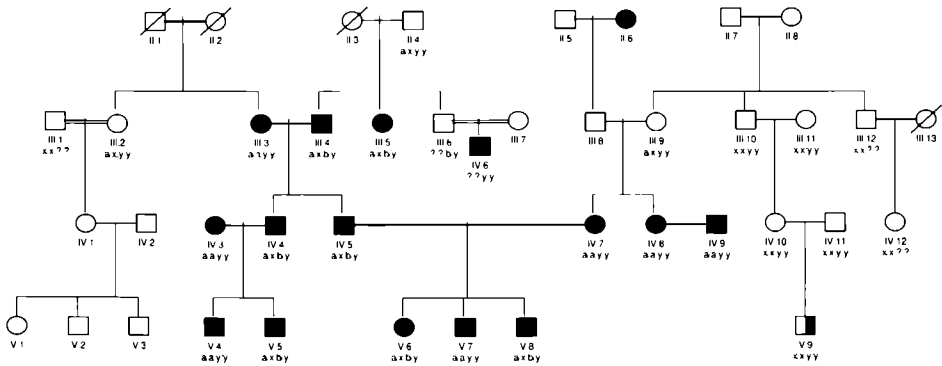 II 1 II 2 II 3 II 4 II 5 II 6 II 7 II 8
axyy
III 1 III 2 III 3 III 4 III 5 III 6 III 7 III 8 III 9 III 10 III 11 III 12 III 13
xx?? axyy axby axby ??by axyy xxyy xxyy xx??
IV 6
??yy
IV 1 IV 2 IV 3 IV 4 IV 5 IV 7 IV 8 IV 9 IV 10 IV 11 IV 12
aayy axby axby aayy aayy aayy xxyy xxyy xx??
V 1 V 2 V 3 V 4 V 5 V 6 V 7 V 8 V 9
aayy axby axby aayy axby xxyy